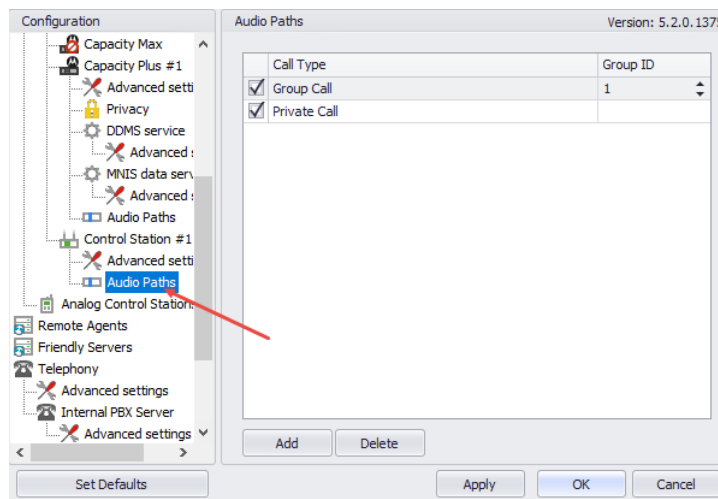 Configuration
Capacity Max
Capacity Plus #1
Advanced setti
Privacy
DDMS service
Advanced s
MNIS data serv
Advanced s
Audio Paths
Control Station #1
Advanced setti
Audio Paths
Analog Control Station
Remote Agents
Friendly Servers
Telephony
Advanced settings
Internal PBX Server
Advanced settings
Set Defaults
Audio Paths
Version: 5.2.0.1375
Call Type Group ID
Group Call 1
Private Call
Add Delete
Apply OK Cancel